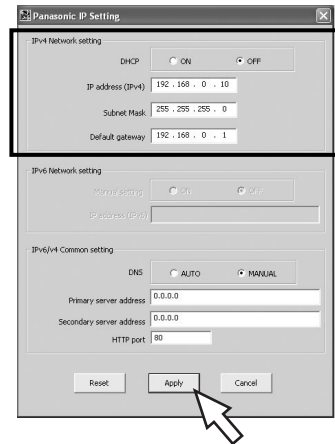 Panasonic IP Setting
IPv4 Network setting
DHCP ON OFF
IP address (IPv4) 192 . 168 . 0 . 10
Subnet Mask 255 . 255 . 255 . 0
Default gateway 192 . 168 . 0 . 1
IPv6 Network setting
Manual setting ON OFF
IP address (IPv6)
IPv6/v4 Common setting
DNS AUTO MANUAL
Primary server address 0.0.0.0
Secondary server address 0.0.0.0
HTTP port 80
Reset Apply Cancel